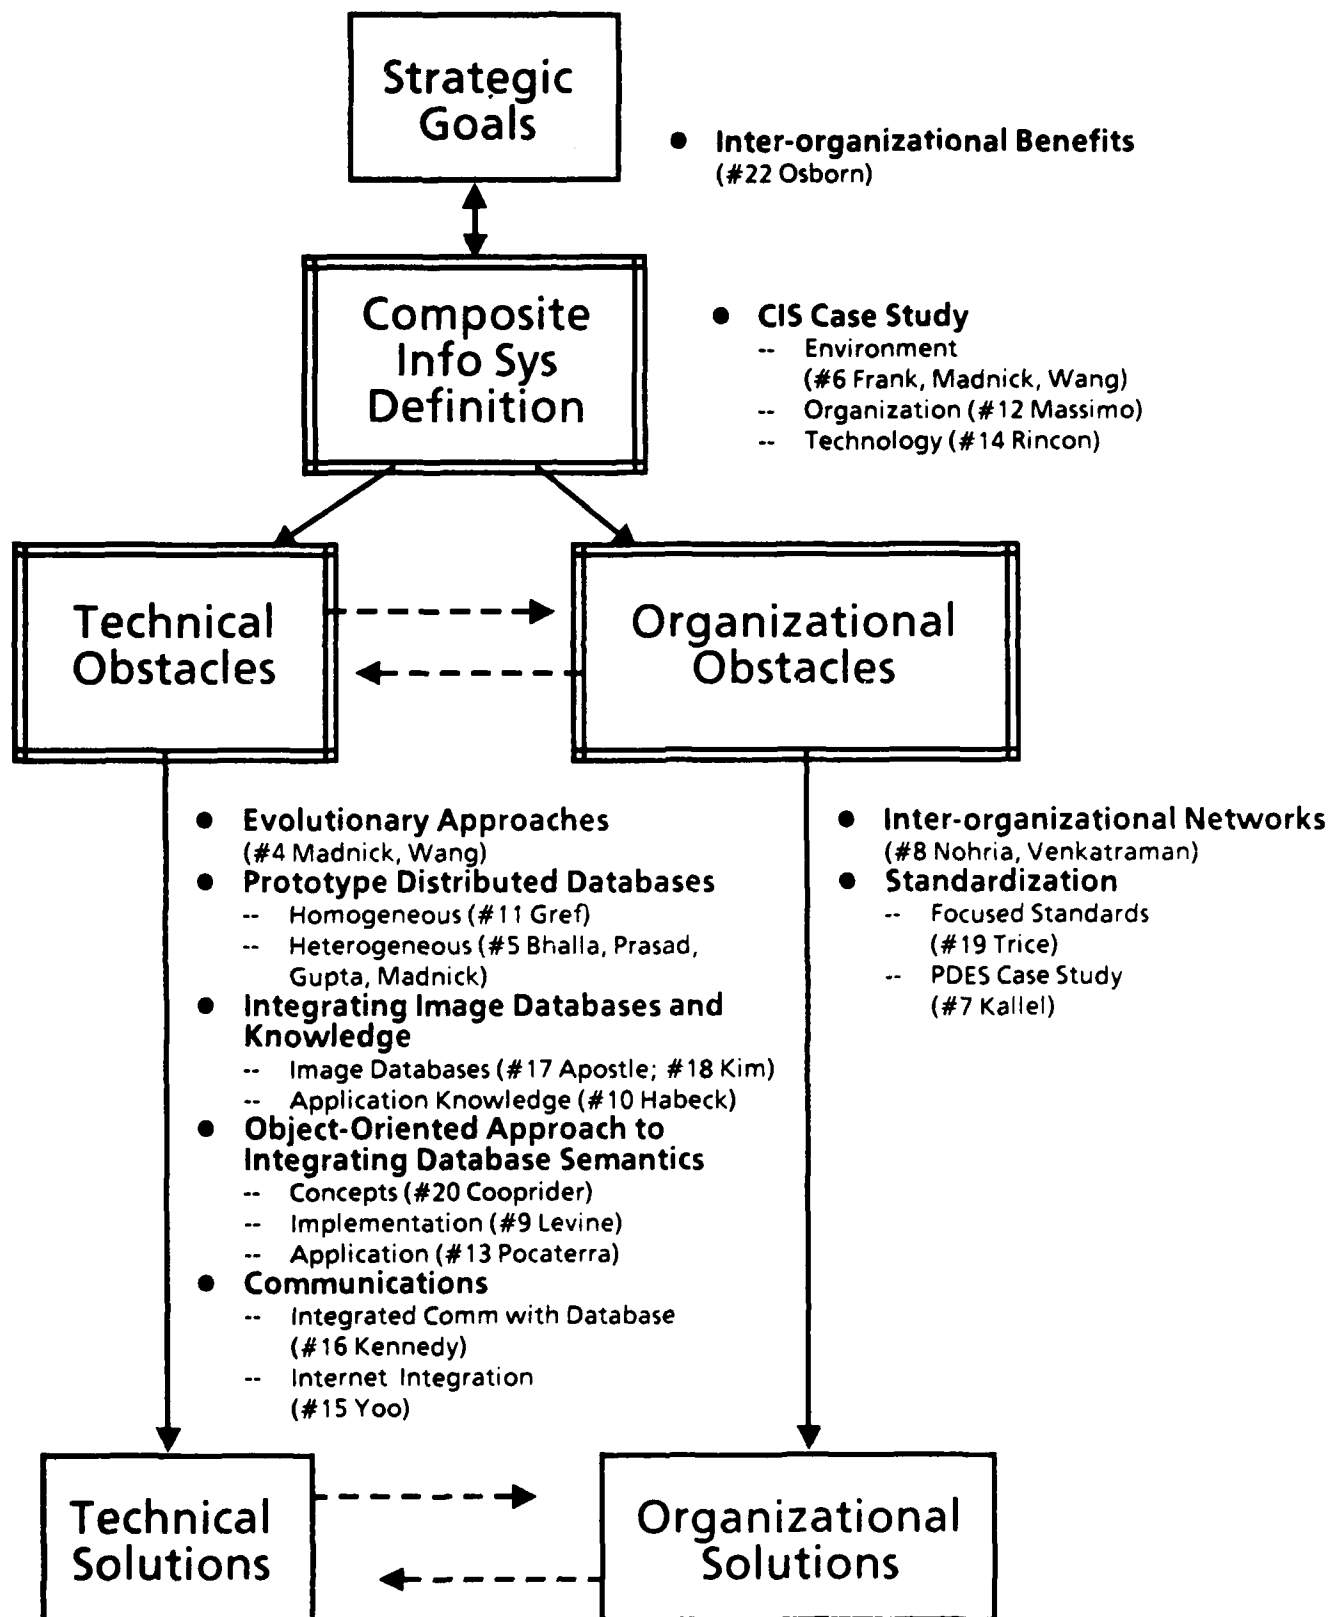 Strategic
Goals
● Inter-organizational Benefits
(#22 Osborn)
Composite
Info Sys
Definition
● CIS Case Study
-- Environment
(#6 Frank, Madnick, Wang)
-- Organization (#12 Massimo)
-- Technology (#14 Rincon)
Technical
Obstacles
Organizational
Obstacles
● Evolutionary Approaches
(#4 Madnick, Wang)
● Prototype Distributed Databases
-- Homogeneous (#11 Gref)
-- Heterogeneous (#5 Bhalla, Prasad,
Gupta, Madnick)
● Integrating Image Databases and
Knowledge
-- Image Databases (#17 Apostle; #18 Kim)
-- Application Knowledge (#10 Habeck)
● Object-Oriented Approach to
Integrating Database Semantics
-- Concepts (#20 Cooprider)
-- Implementation (#9 Levine)
-- Application (#13 Pocaterra)
● Communications
-- Integrated Comm with Database
(#16 Kennedy)
-- Internet Integration
(#15 Yoo)
● Inter-organizational Networks
(#8 Nohria, Venkatraman)
● Standardization
-- Focused Standards
(#19 Trice)
-- PDES Case Study
(#7 Kallel)
Technical
Solutions
Organizational
Solutions